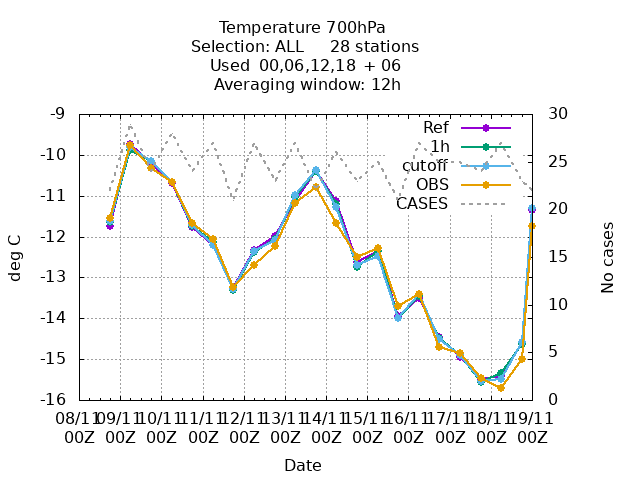 Temperature 700hPa
Selection: ALL 28 stations
Used 00,06,12,18 + 06
Averaging window: 12h
-9 30
Ref
1h
-10 25
cutoff
OBS
-11
CASES
20
-12
15
deg C No cases
-13
10
-14
5
-15
-16 0
08/11 09/11 10/11 11/11 12/11 13/11 14/11 15/11 16/11 17/11 18/11 19/11
00Z 00Z 00Z 00Z 00Z 00Z 00Z 00Z 00Z 00Z 00Z 00Z
Date